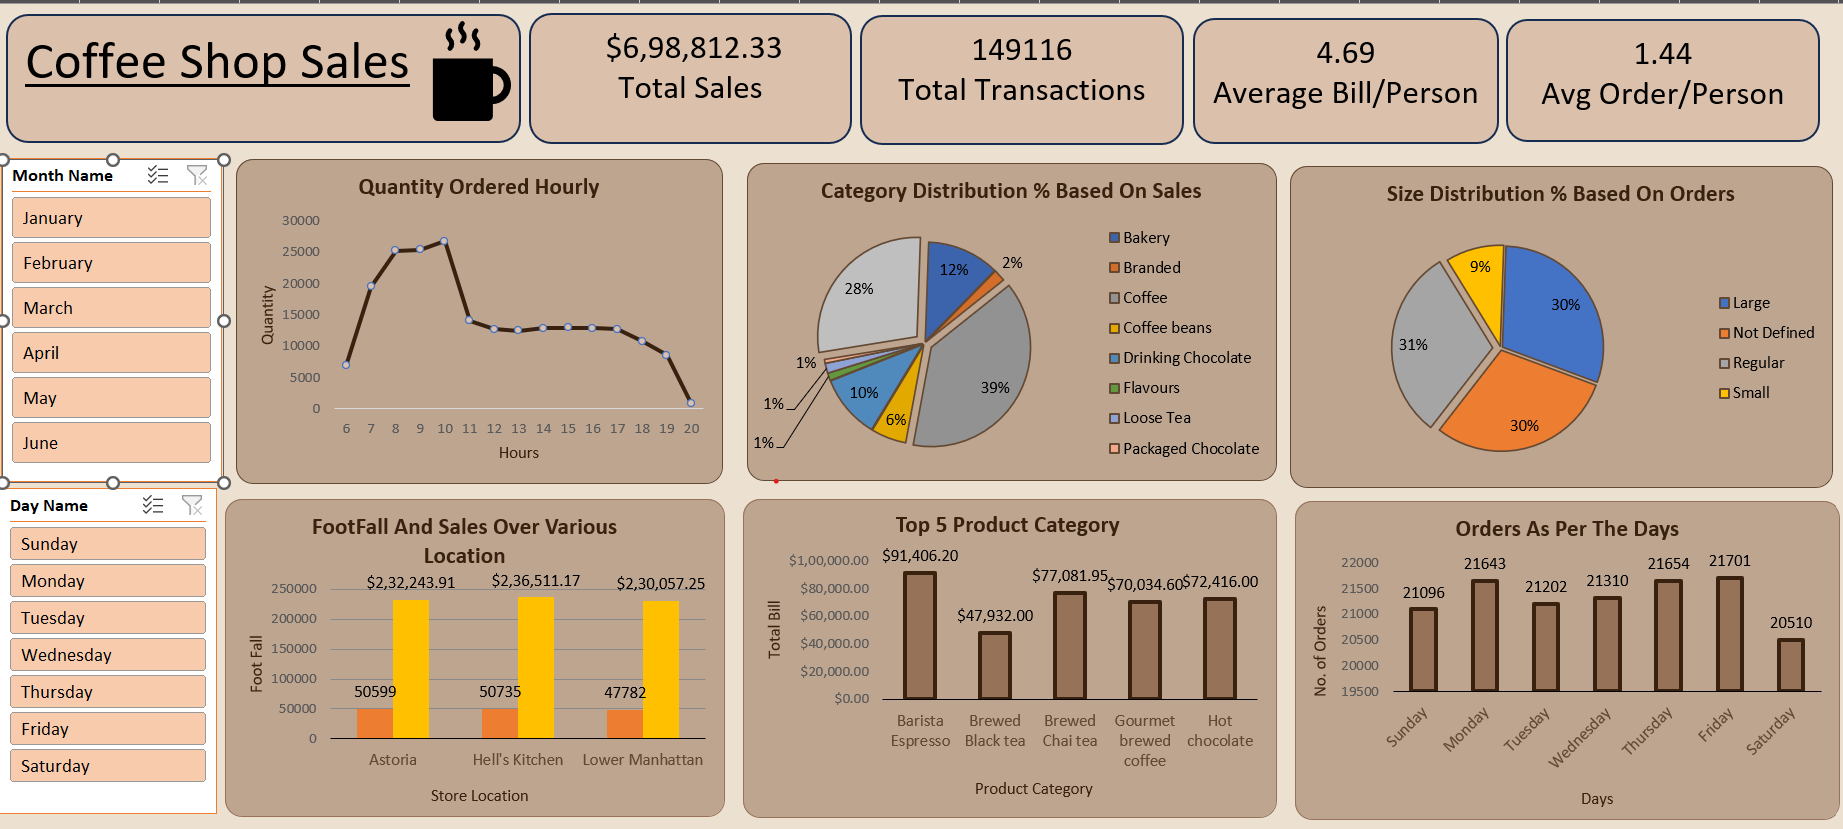 Coffee Shop Sales
$6,98,812.33
Total Sales
149116
Total Transactions
4.69
Average Bill/Person
1.44
Avg Order/Person
Month Name
January
February
March
April
May
June
Day Name
Sunday
Monday
Tuesday
Wednesday
Thursday
Friday
Saturday
Quantity Ordered Hourly
Quantity
30000
25000
20000
15000
10000
5000
0
6 7 8 9 10 11 12 13 14 15 16 17 18 19 20
Hours
Category Distribution % Based On Sales
12%
2%
39%
6%
10%
1%
1%
1%
28%
Bakery
Branded
Coffee
Coffee beans
Drinking Chocolate
Flavours
Loose Tea
Packaged Chocolate
Size Distribution % Based On Orders
30%
30%
31%
9%
Large
Not Defined
Regular
Small
FootFall And Sales Over Various
Location
Foot Fall
250000
200000
150000
100000
50000
0
$2,32,243.91
$2,36,511.17
$2,30,057.25
50599
50735
47782
Astoria
Hell's Kitchen
Lower Manhattan
Store Location
Top 5 Product Category
Total Bill
$1,00,000.00
$80,000.00
$60,000.00
$40,000.00
$20,000.00
$0.00
$91,406.20
$47,932.00
$77,081.95
$70,034.60
$72,416.00
Barista
Espresso
Brewed
Black tea
Brewed
Chai tea
Gourmet
brewed
coffee
Hot
chocolate
Product Category
Orders As Per The Days
No. of Orders
22000
21500
21000
20500
20000
19500
21096
21643
21202
21310
21654
21701
20510
Sunday
Monday
Tuesday
Wednesday
Thursday
Friday
Saturday
Days